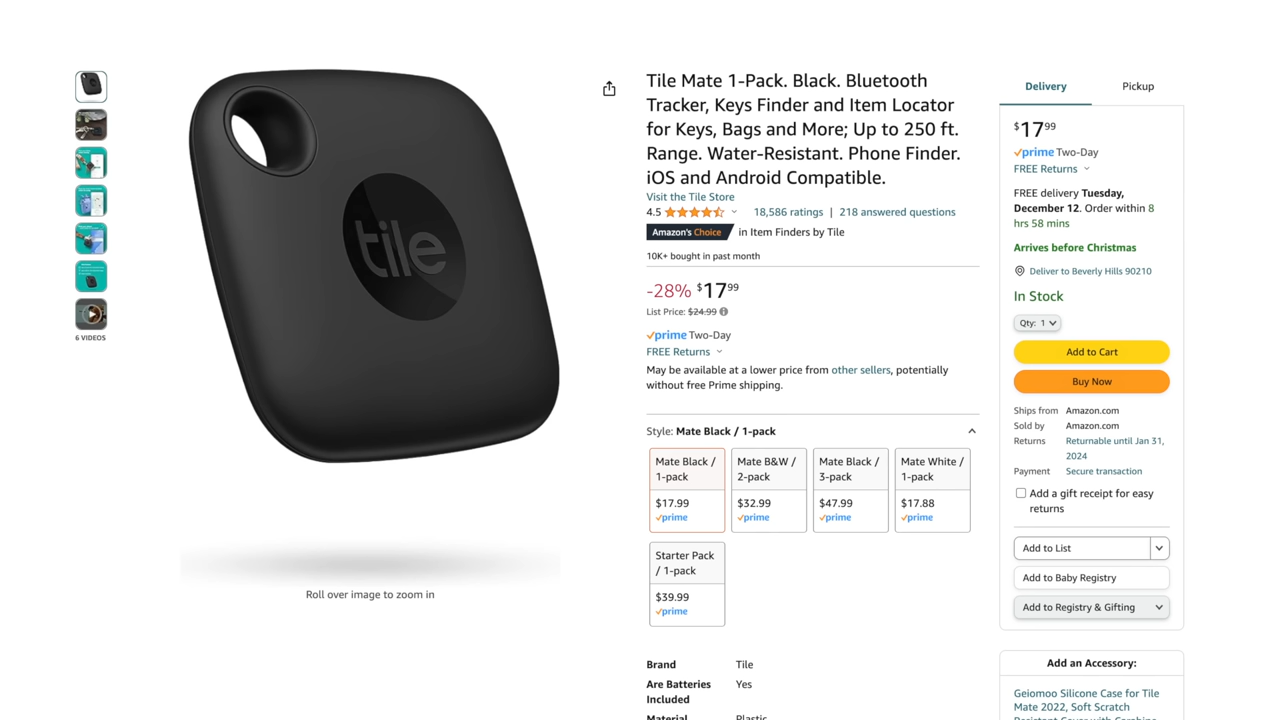 6 VIDEOS
tile
Roll over image to zoom in
Tile Mate 1-Pack. Black. Bluetooth
Tracker, Keys Finder and Item Locator
for Keys, Bags and More; Up to 250 ft.
Range. Water-Resistant. Phone Finder.
iOS and Android Compatible.
Visit the Tile Store
4.5 18,586 ratings | 218 answered questions
Amazon's Choice in Item Finders by Tile
10K+ bought in past month
-28% $17 99
List Price: $24.99
prime Two-Day
FREE Returns
May be available at a lower price from other sellers, potentially
without free Prime shipping.
Style: Mate Black / 1-pack
Mate Black /
1-pack
$17.99
prime
Mate B&W /
2-pack
$32.99
prime
Mate Black /
3-pack
$47.99
prime
Mate White /
1-pack
$17.88
prime
Starter Pack
/ 1-pack
$39.99
prime
Brand Tile
Are Batteries Yes
Included
Material Plastic
Delivery Pickup
$17 99
prime Two-Day
FREE Returns
FREE delivery Tuesday,
December 12. Order within 8
hrs 58 mins
Arrives before Christmas
Deliver to Beverly Hills 90210
In Stock
Qty: 1
Add to Cart
Buy Now
Ships from Amazon.com
Sold by Amazon.com
Returns Returnable until Jan 31,
2024
Payment Secure transaction
Add a gift receipt for easy
returns
Add to List
Add to Baby Registry
Add to Registry & Gifting
Add an Accessory:
Geiomoo Silicone Case for Tile
Mate 2022, Soft Scratch